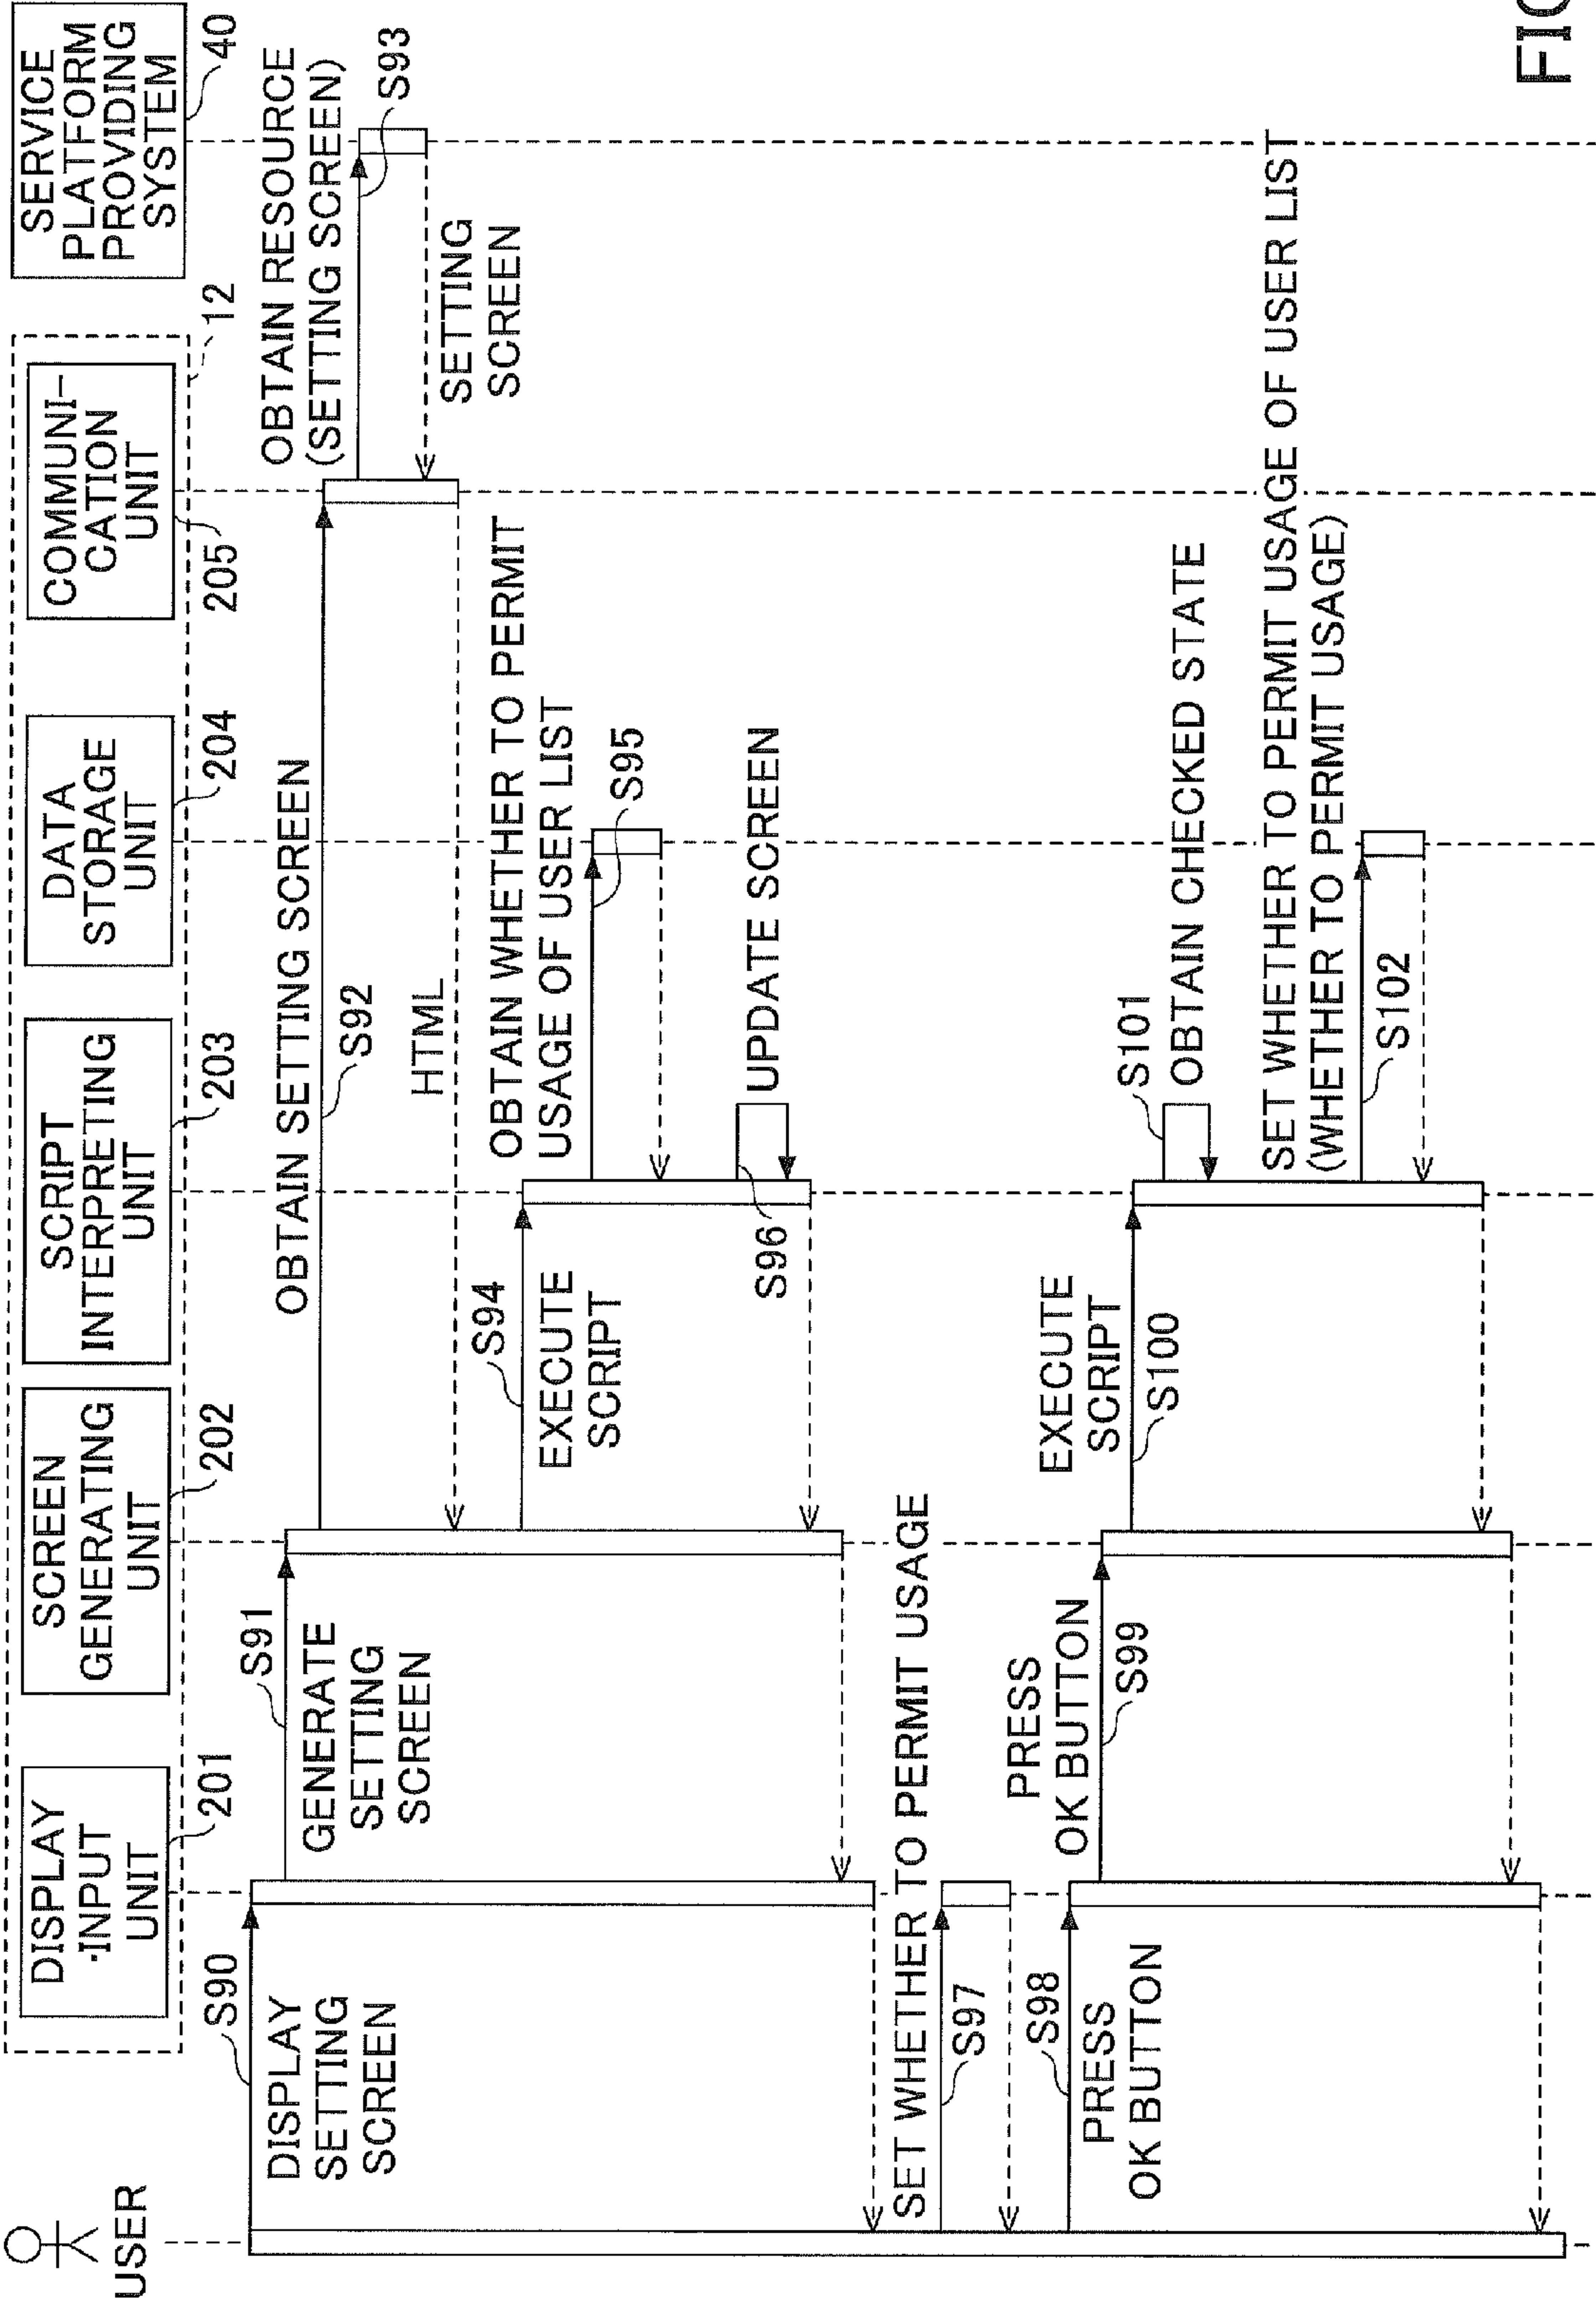 USER
DISPLAY
·INPUT
UNIT
201
SCREEN
GENERATING
UNIT
202
SCRIPT
INTERPRETING
UNIT
203
DATA
STORAGE
UNIT
204
COMMUNI-
CATION
UNIT
205
12
SERVICE
PLATFORM
PROVIDING
SYSTEM
40
S90
DISPLAY
SETTING
SCREEN
S91
GENERATE
SETTING
SCREEN
OBTAIN SETTING SCREEN
S92
OBTAIN RESOURCE
(SETTING SCREEN)
S93
SETTING
SCREEN
HTML
S94
EXECUTE
SCRIPT
OBTAIN WHETHER TO PERMIT
USAGE OF USER LIST
S95
UPDATE SCREEN
S96
SET WHETHER TO PERMIT USAGE
S97
S98
PRESS
OK BUTTON
PRESS
OK BUTTON
S99
EXECUTE
SCRIPT
S100
S101
OBTAIN CHECKED STATE
SET WHETHER TO PERMIT USAGE OF USER LIST
(WHETHER TO PERMIT USAGE)
S102